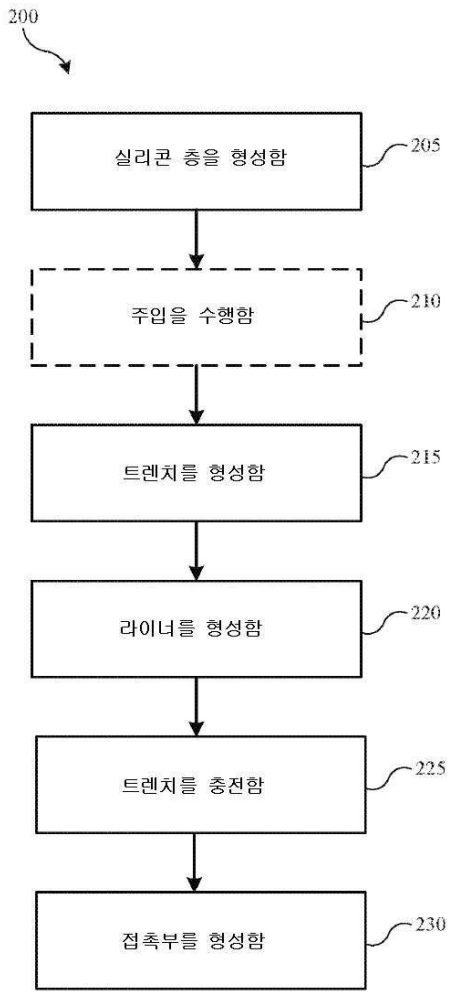 200
실리콘 층을 형성함
205
주입을 수행함
210
트렌치를 형성함
215
라이너를 형성함
220
트렌치를 충전함
225
접촉부를 형성함
230